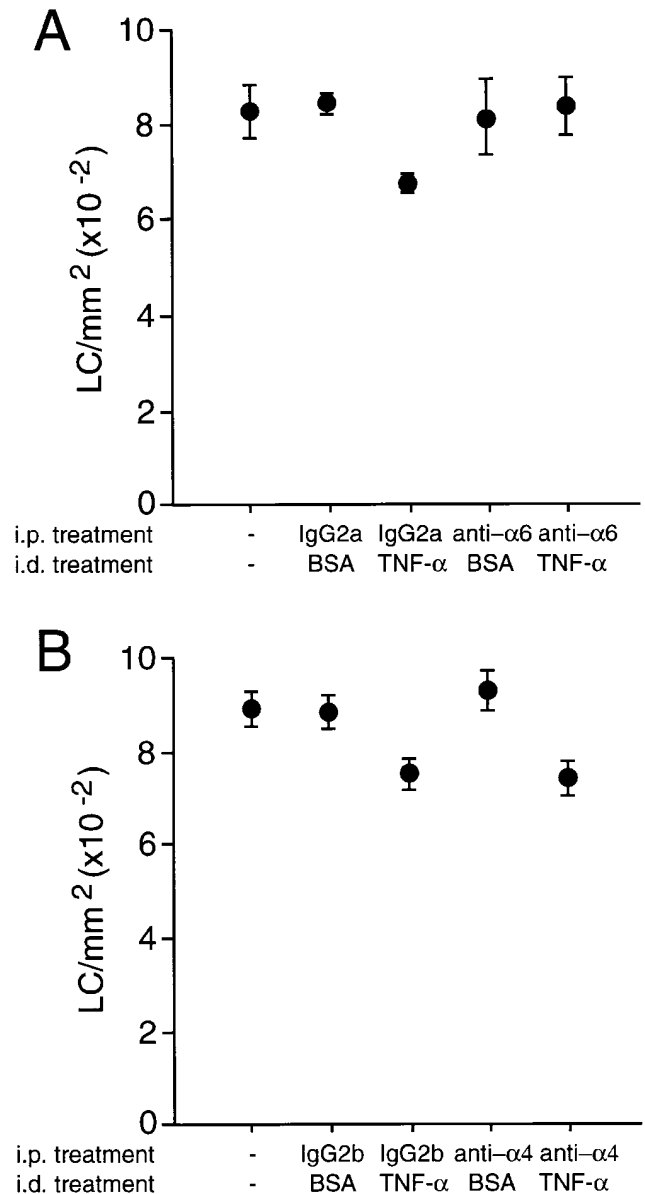 A
10
8
6
4
2
0
LC/mm² (x10⁻²)
i.p. treatment - IgG2a IgG2a anti–α6 anti–α6
i.d. treatment - BSA TNF-α BSA TNF-α
B
10
8
6
4
2
0
LC/mm² (x10⁻²)
i.p. treatment - IgG2b IgG2b anti–α4 anti–α4
i.d. treatment - BSA TNF-α BSA TNF-α